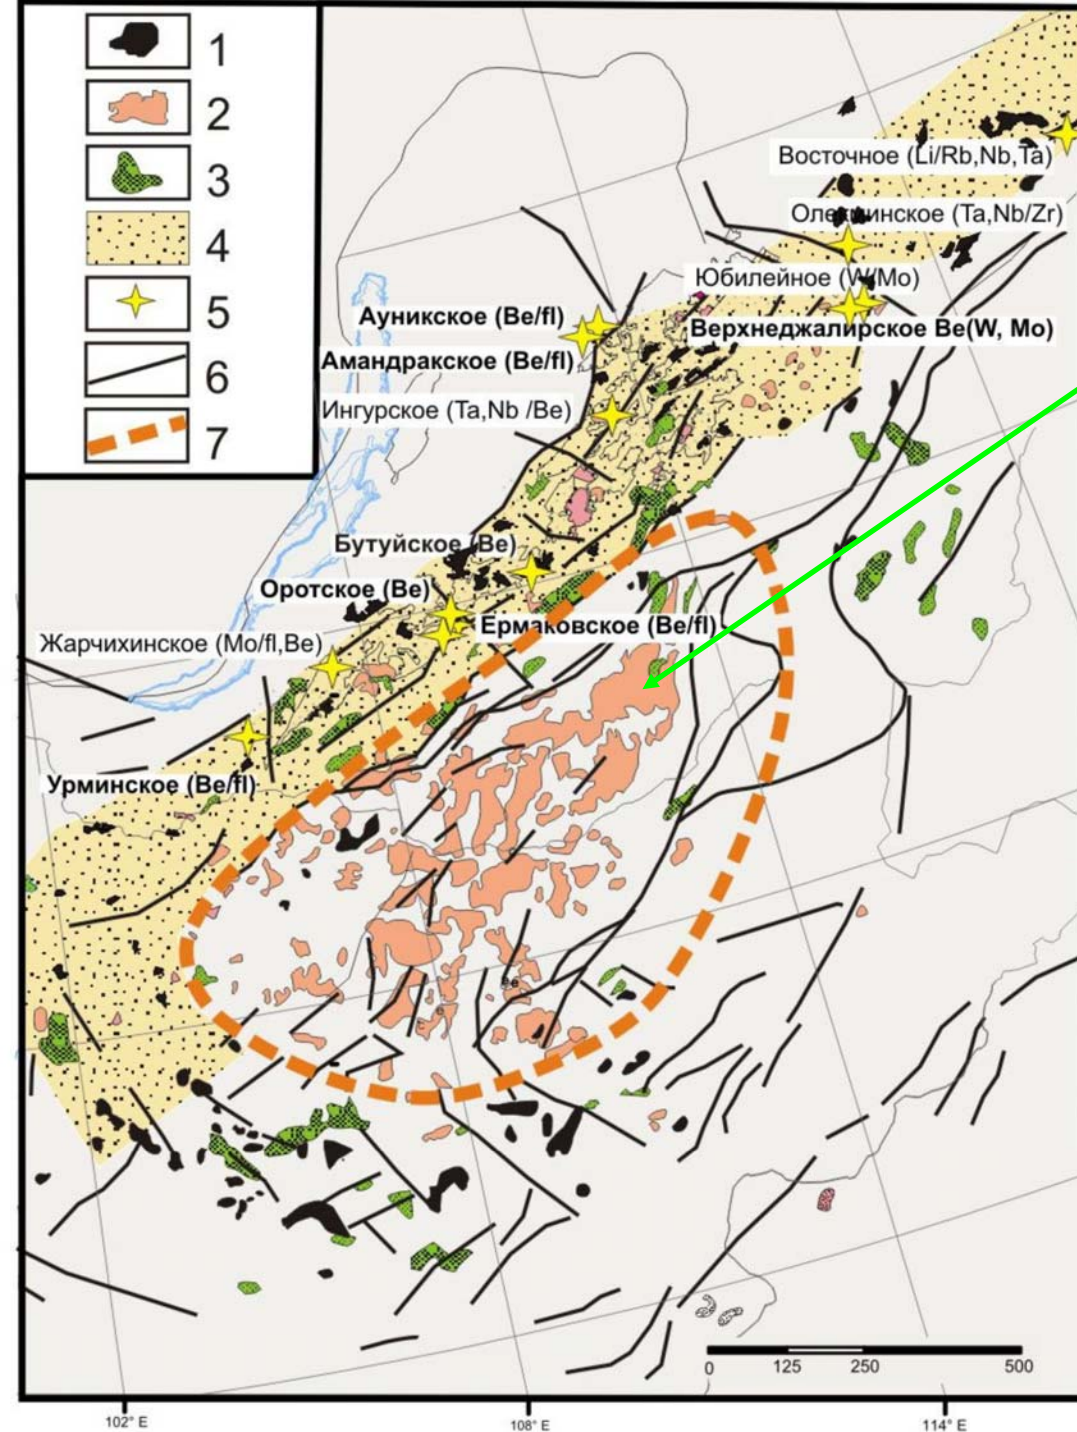 1
2
3
4
5
6
7
Восточное (Li/Rb,Nb,Ta)
Олекминское (Ta,Nb/Zr)
Юбилейное (W/Mo)
Верхнеджалирское Be(W, Mo)
Ауникское (Be/fl)
Амандракское (Be/fl)
Ингурское (Ta,Nb /Be)
Бутуйское (Be)
Оротское (Be)
Ермаковское (Be/fl)
Жарчихинское (Mo/fl,Be)
Урминское (Be/fl)
0 125 250 500
102° E 108° E 114° E